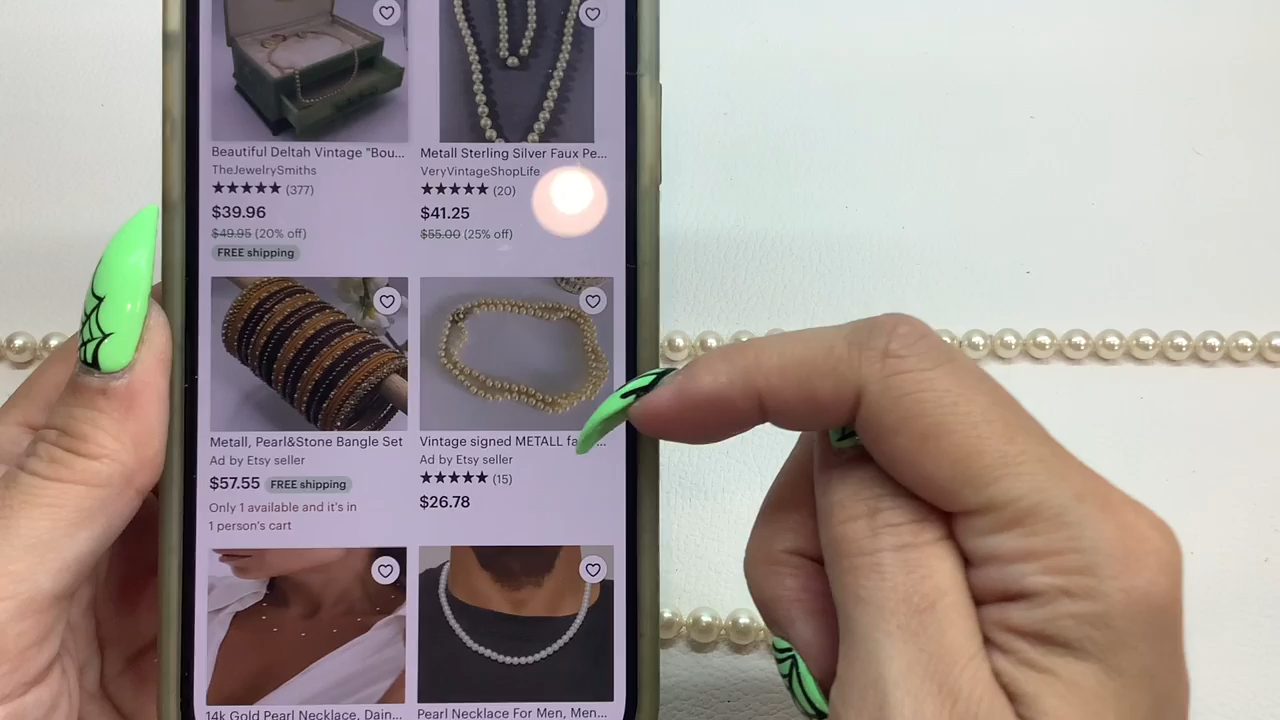 Beautiful Deltah Vintage "Bou...
TheJewelrySmiths
(377)
$39.96
$49.95 (20% off)
FREE shipping
Metall Sterling Silver Faux Pe...
VeryVintageShopLife
(20)
$41.25
$55.00 (25% off)
Metall, Pearl&Stone Bangle Set
Ad by Etsy seller
$57.55 FREE shipping
Only 1 available and it's in
1 person's cart
Vintage signed METALL
Ad by Etsy seller
(15)
$26.78
14k Gold Pearl Necklace, Dain...
Pearl Necklace For Men, Men...